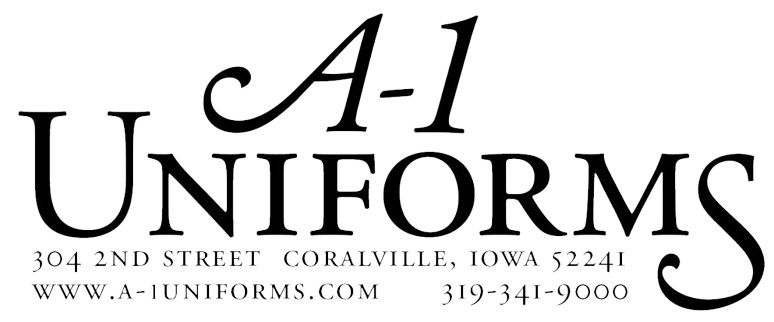 A-1
UNIFORMS
304 2ND STREET CORALVILLE, IOWA 52241
WWW.A-1UNIFORMS.COM 319-341-9000